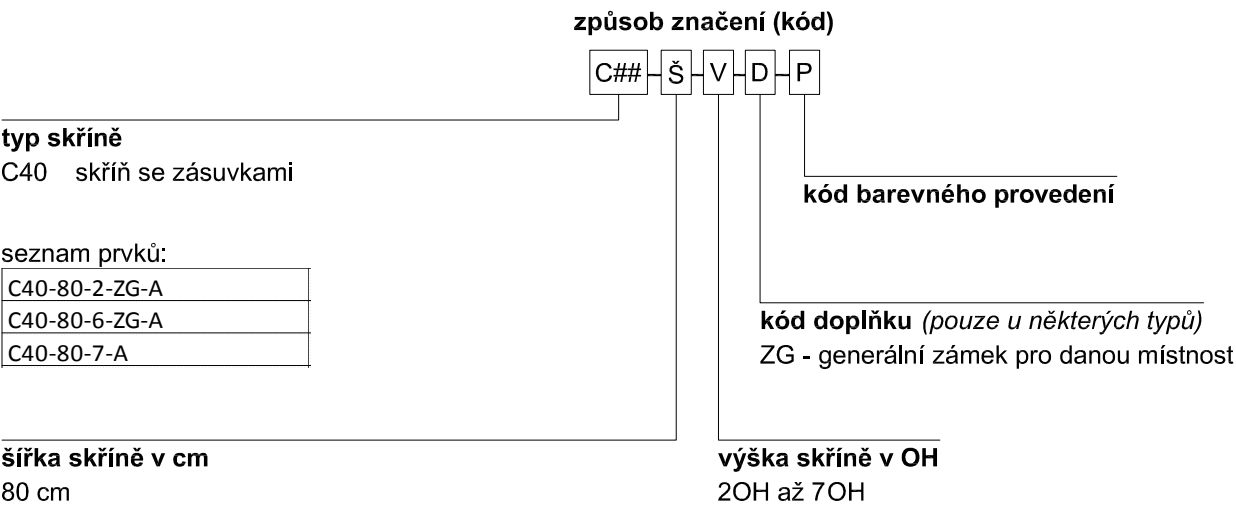 způsob značení (kód)
C## Š V D P
typ skříně
C40 skříň se zásuvkami
kód barevného provedení
seznam prvků:
C40-80-2-ZG-A
C40-80-6-ZG-A
C40-80-7-A
kód doplňku (pouze u některých typů)
ZG - generální zámek pro danou místnost
šířka skříně v cm
80 cm
výška skříně v OH
2OH až 7OH